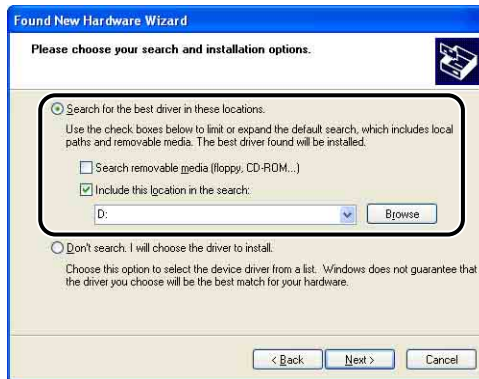 Found New Hardware Wizard
Please choose your search and installation options.
Search for the best driver in these locations.
Use the check boxes below to limit or expand the default search, which includes local
paths and removable media. The best driver found will be installed.
Search removable media (floppy, CD-ROM...)
Include this location in the search:
D:
Browse
Don't search. I will choose the driver to install.
Choose this option to select the device driver from a list. Windows does not guarantee that
the driver you choose will be the best match for your hardware.
< Back Next > Cancel